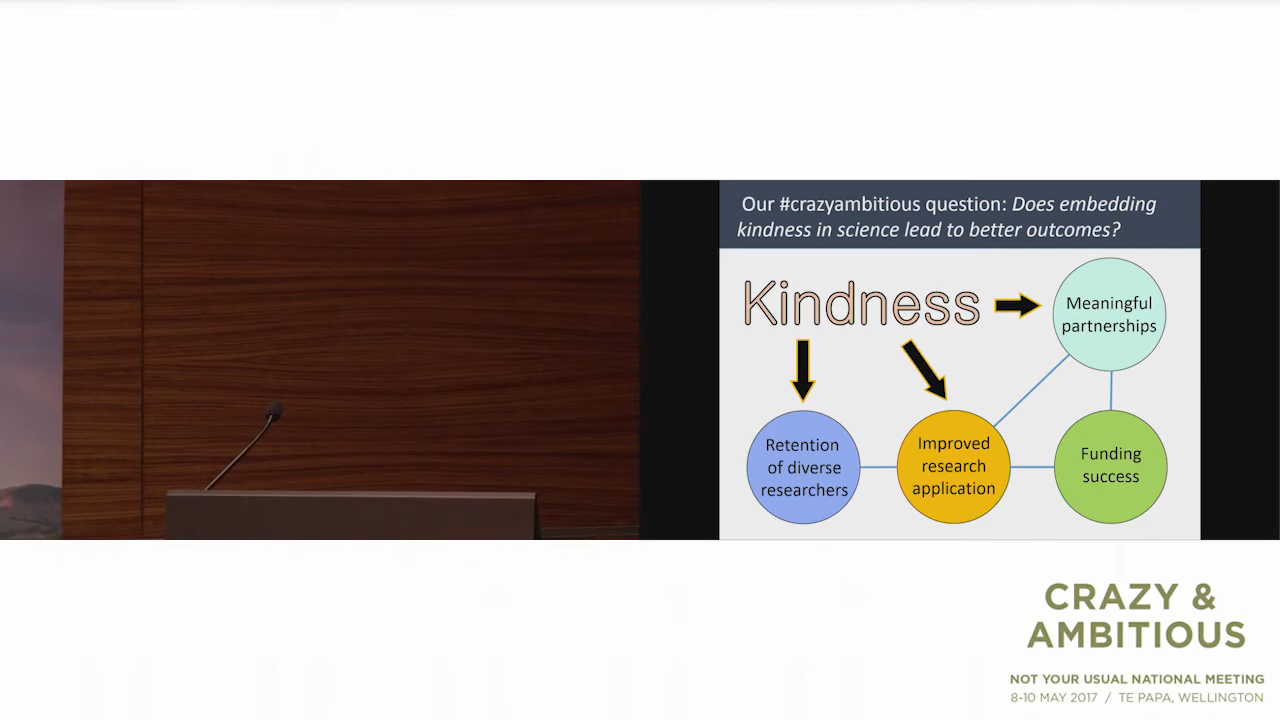 Our #crazyambitious question: Does embedding
kindness in science lead to better outcomes?
Kindness
Meaningful
partnerships
Retention
of diverse
researchers
Improved
research
application
Funding
success
CRAZY &
AMBITIOUS
NOT YOUR USUAL NATIONAL MEETING
8-10 MAY 2017 / TE PAPA, WELLINGTON